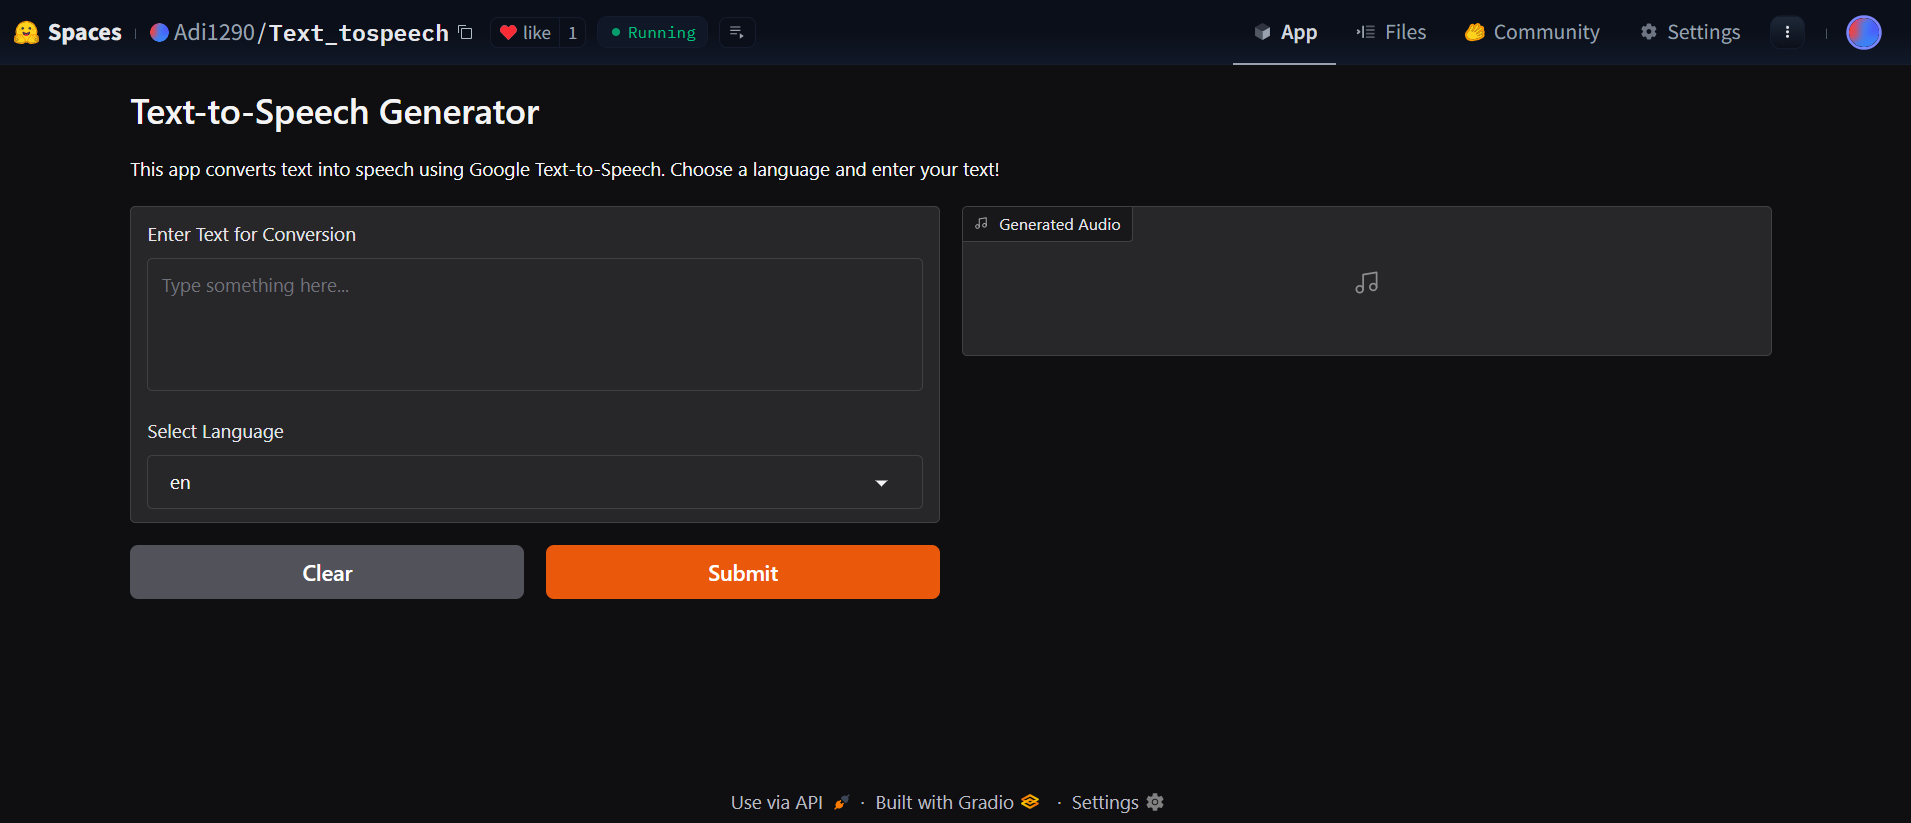 Spaces Adi1290/Text_tospeech like 1 Running App Files Community Settings
Text-to-Speech Generator
This app converts text into speech using Google Text-to-Speech. Choose a language and enter your text!
Enter Text for Conversion
Type something here...
Select Language
en
Clear Submit
Generated Audio
Use via API · Built with Gradio · Settings